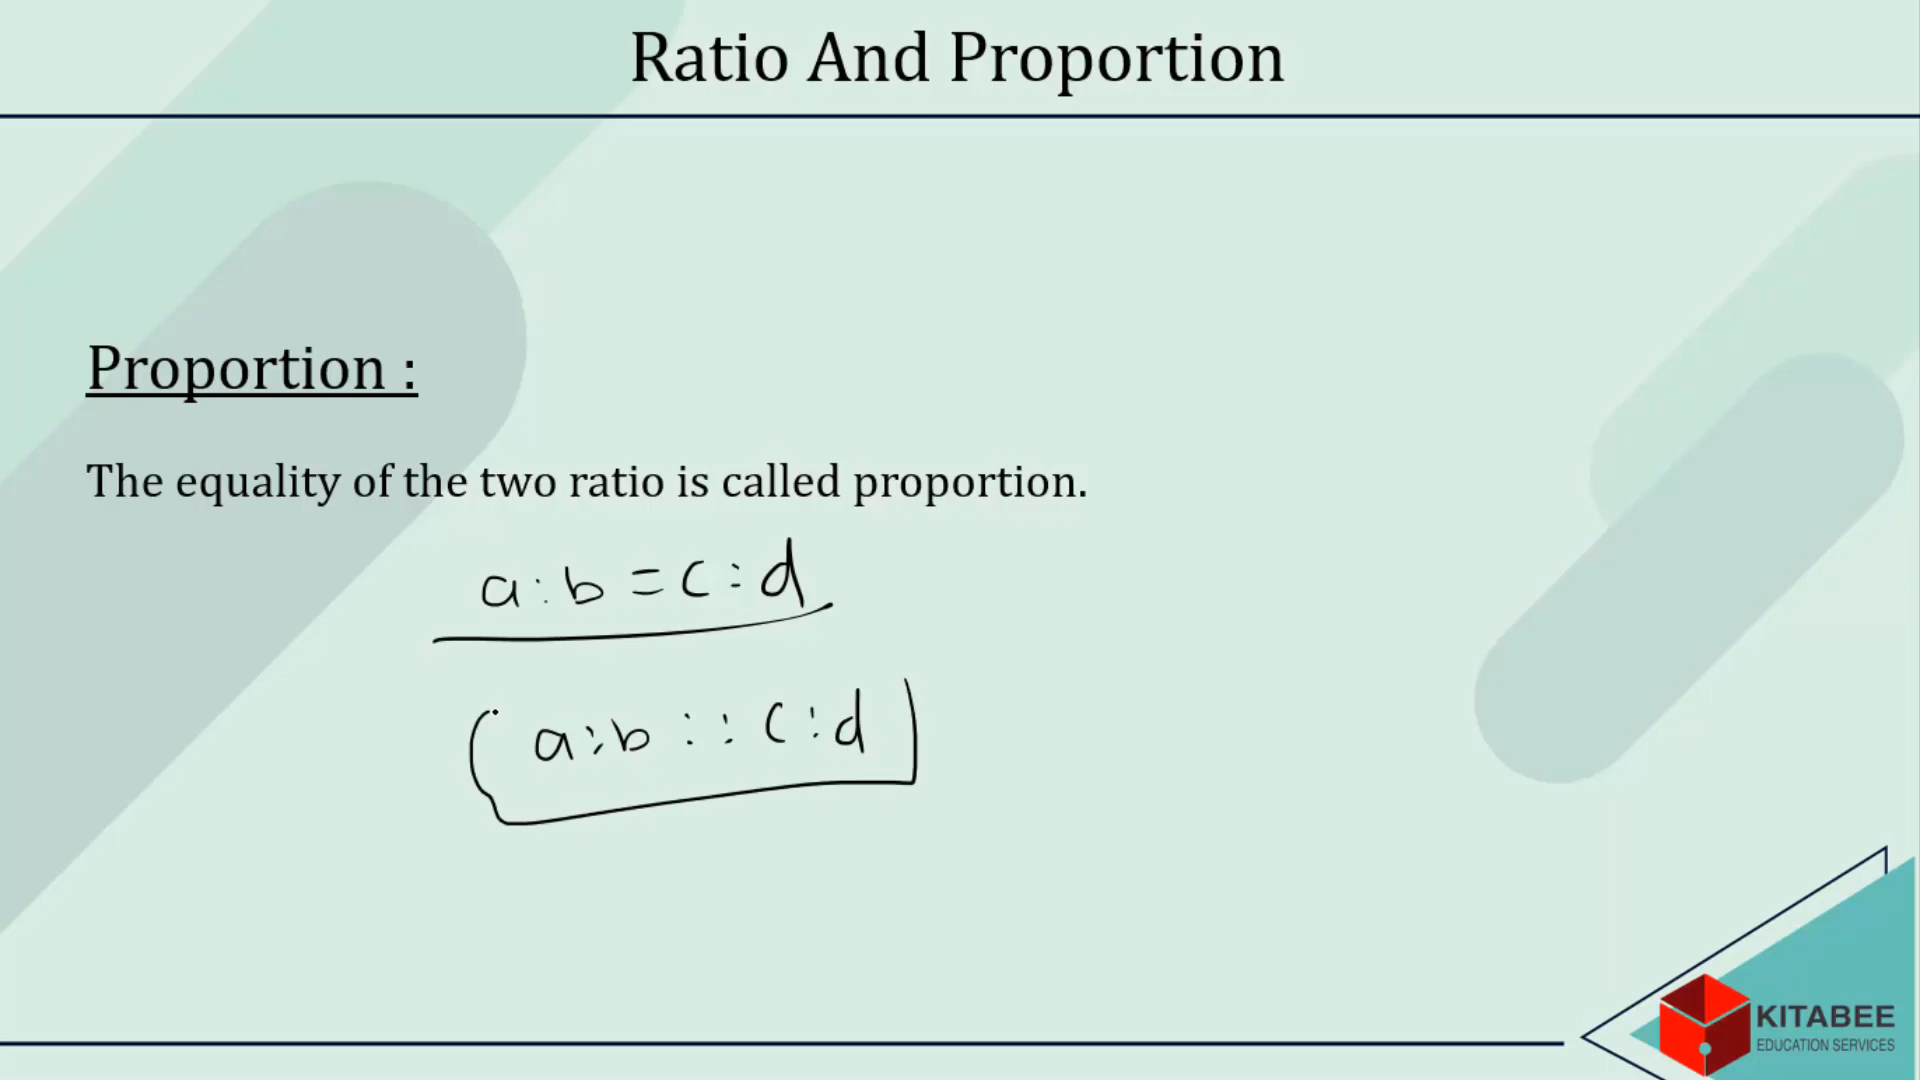 Ratio And Proportion
Proportion :
The equality of the two ratio is called proportion.
a:b = c:d
a:b :: c:d
KITABEE
EDUCATION SERVICES